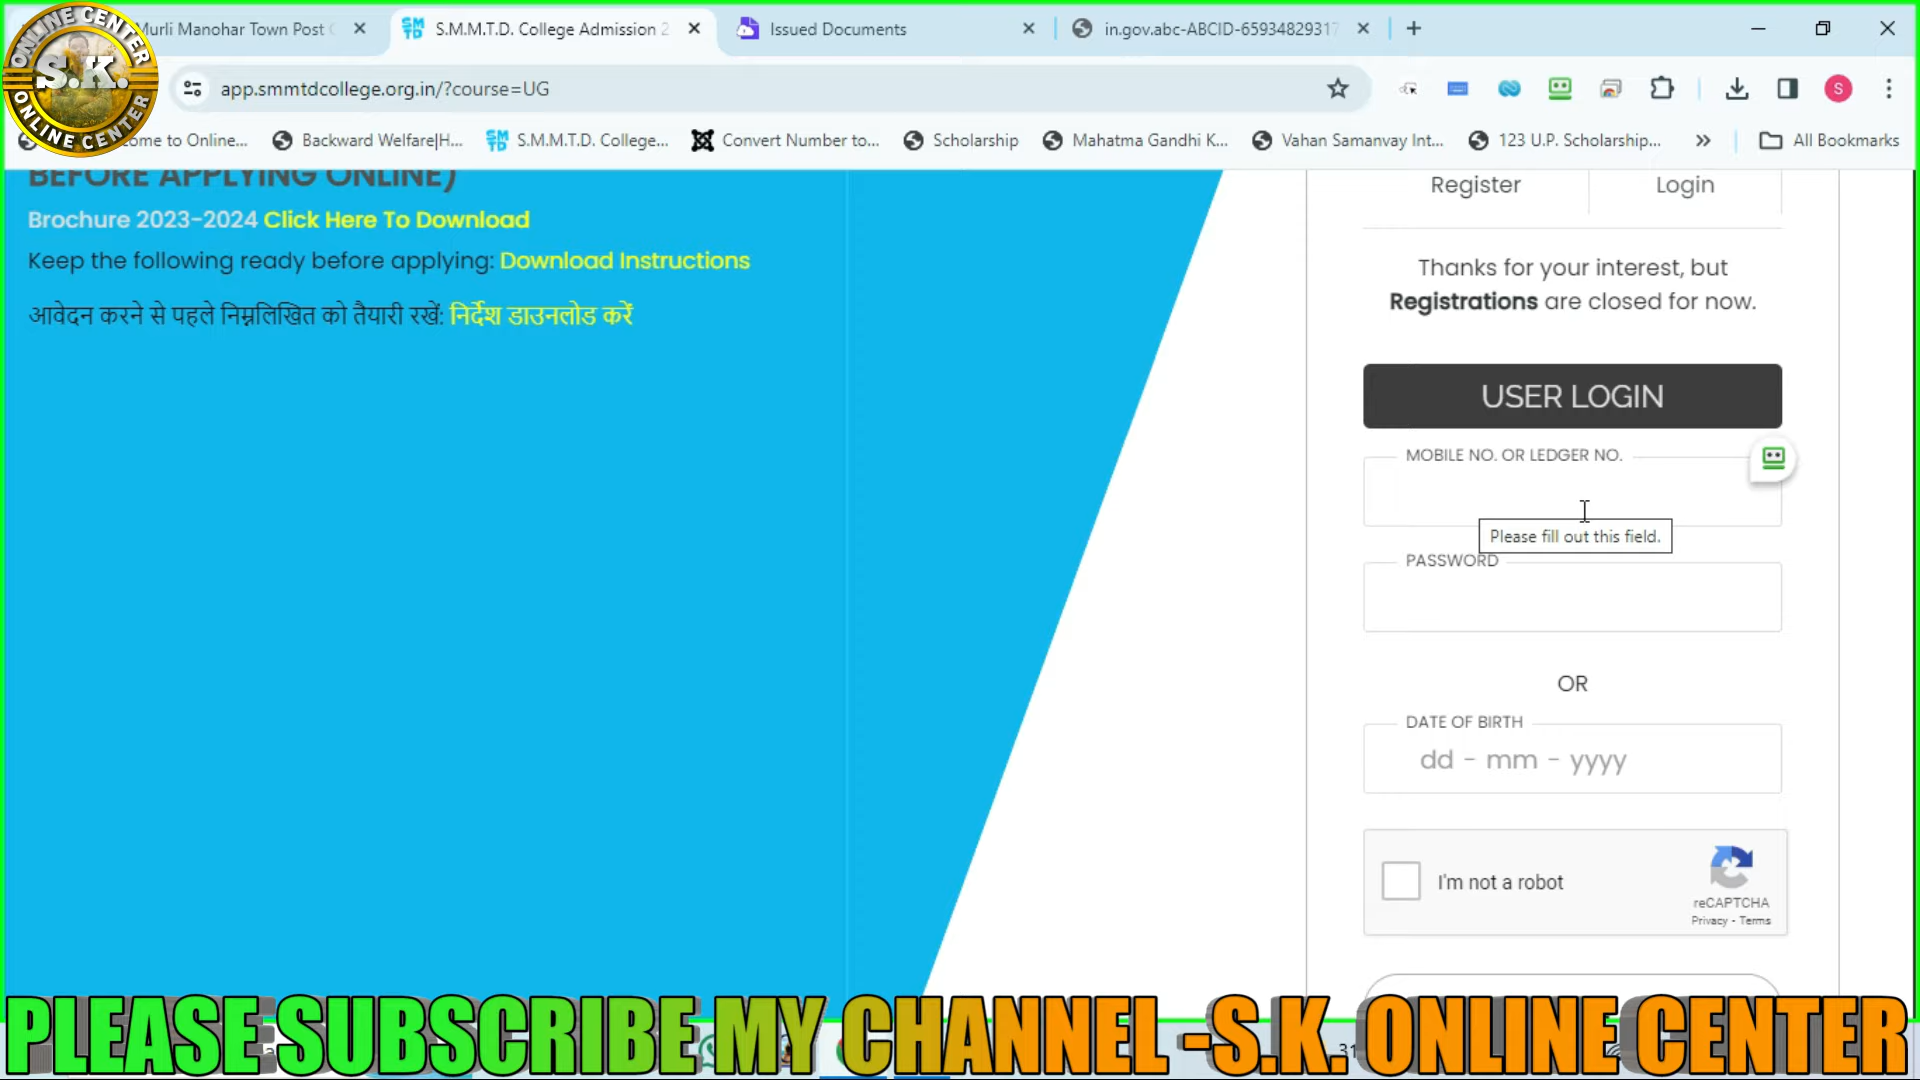 ONLINE CENTER
S.K.
ONLINE CENTER
Murli Manohar Town Post
S.M.M.T.D. College Admission 2
Issued Documents
in.gov.abc-ABCID-65934829317
app.smmtdcollege.org.in/?course=UG
S
come to Online...
Backward Welfare|H...
SM
TD
S.M.M.T.D. College...
Convert Number to...
Scholarship
Mahatma Gandhi K...
Vahan Samanvay Int...
123 U.P. Scholarship...
All Bookmarks
BEFORE APPLYING ONLINE)
Brochure 2023-2024 Click Here To Download
Keep the following ready before applying: Download Instructions
आवेदन करने से पहले निम्नलिखित को तैयारी रखें: निर्देश डाउनलोड करें
Register
Login
Thanks for your interest, but
Registrations are closed for now.
USER LOGIN
MOBILE NO. OR LEDGER NO.
Please fill out this field.
PASSWORD
OR
DATE OF BIRTH
dd - mm - yyyy
I'm not a robot
reCAPTCHA
Privacy - Terms
PLEASE SUBSCRIBE MY CHANNEL -S.K. ONLINE CENTER